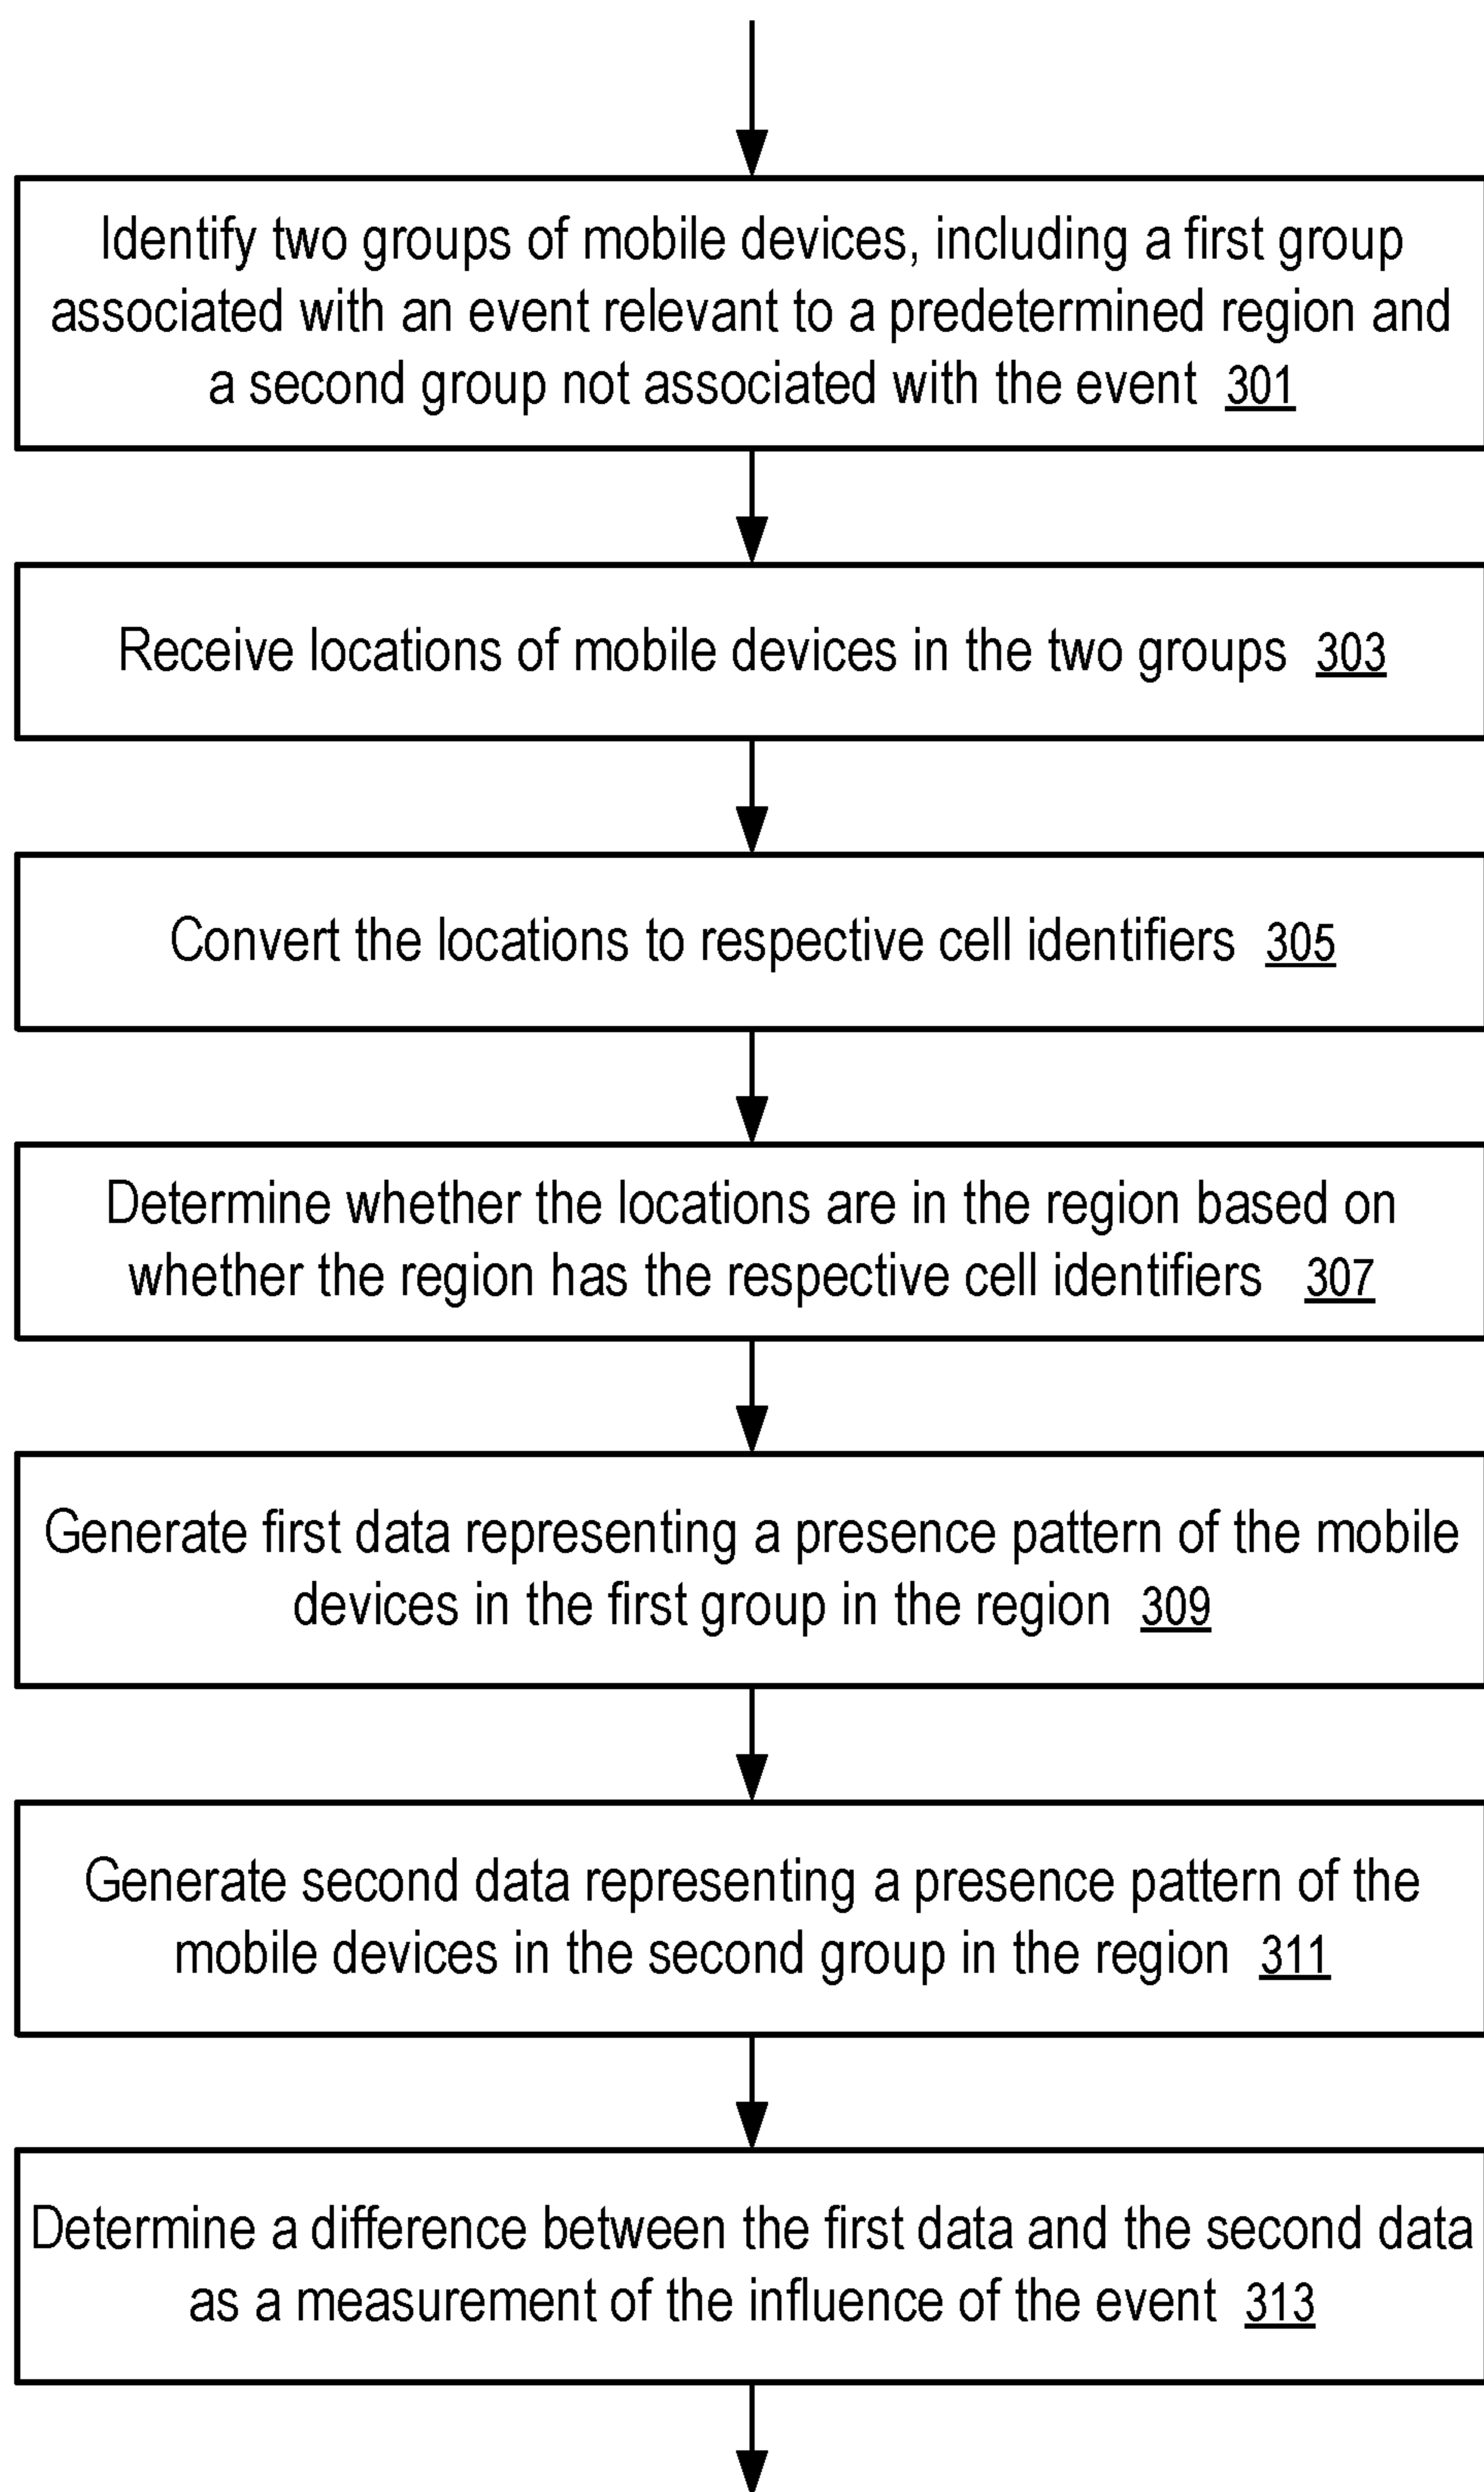 Identify two groups of mobile devices, including a first group
associated with an event relevant to a predetermined region and
a second group not associated with the event 301
Receive locations of mobile devices in the two groups 303
Convert the locations to respective cell identifiers 305
Determine whether the locations are in the region based on
whether the region has the respective cell identifiers 307
Generate first data representing a presence pattern of the mobile
devices in the first group in the region 309
Generate second data representing a presence pattern of the
mobile devices in the second group in the region 311
Determine a difference between the first data and the second data
as a measurement of the influence of the event 313